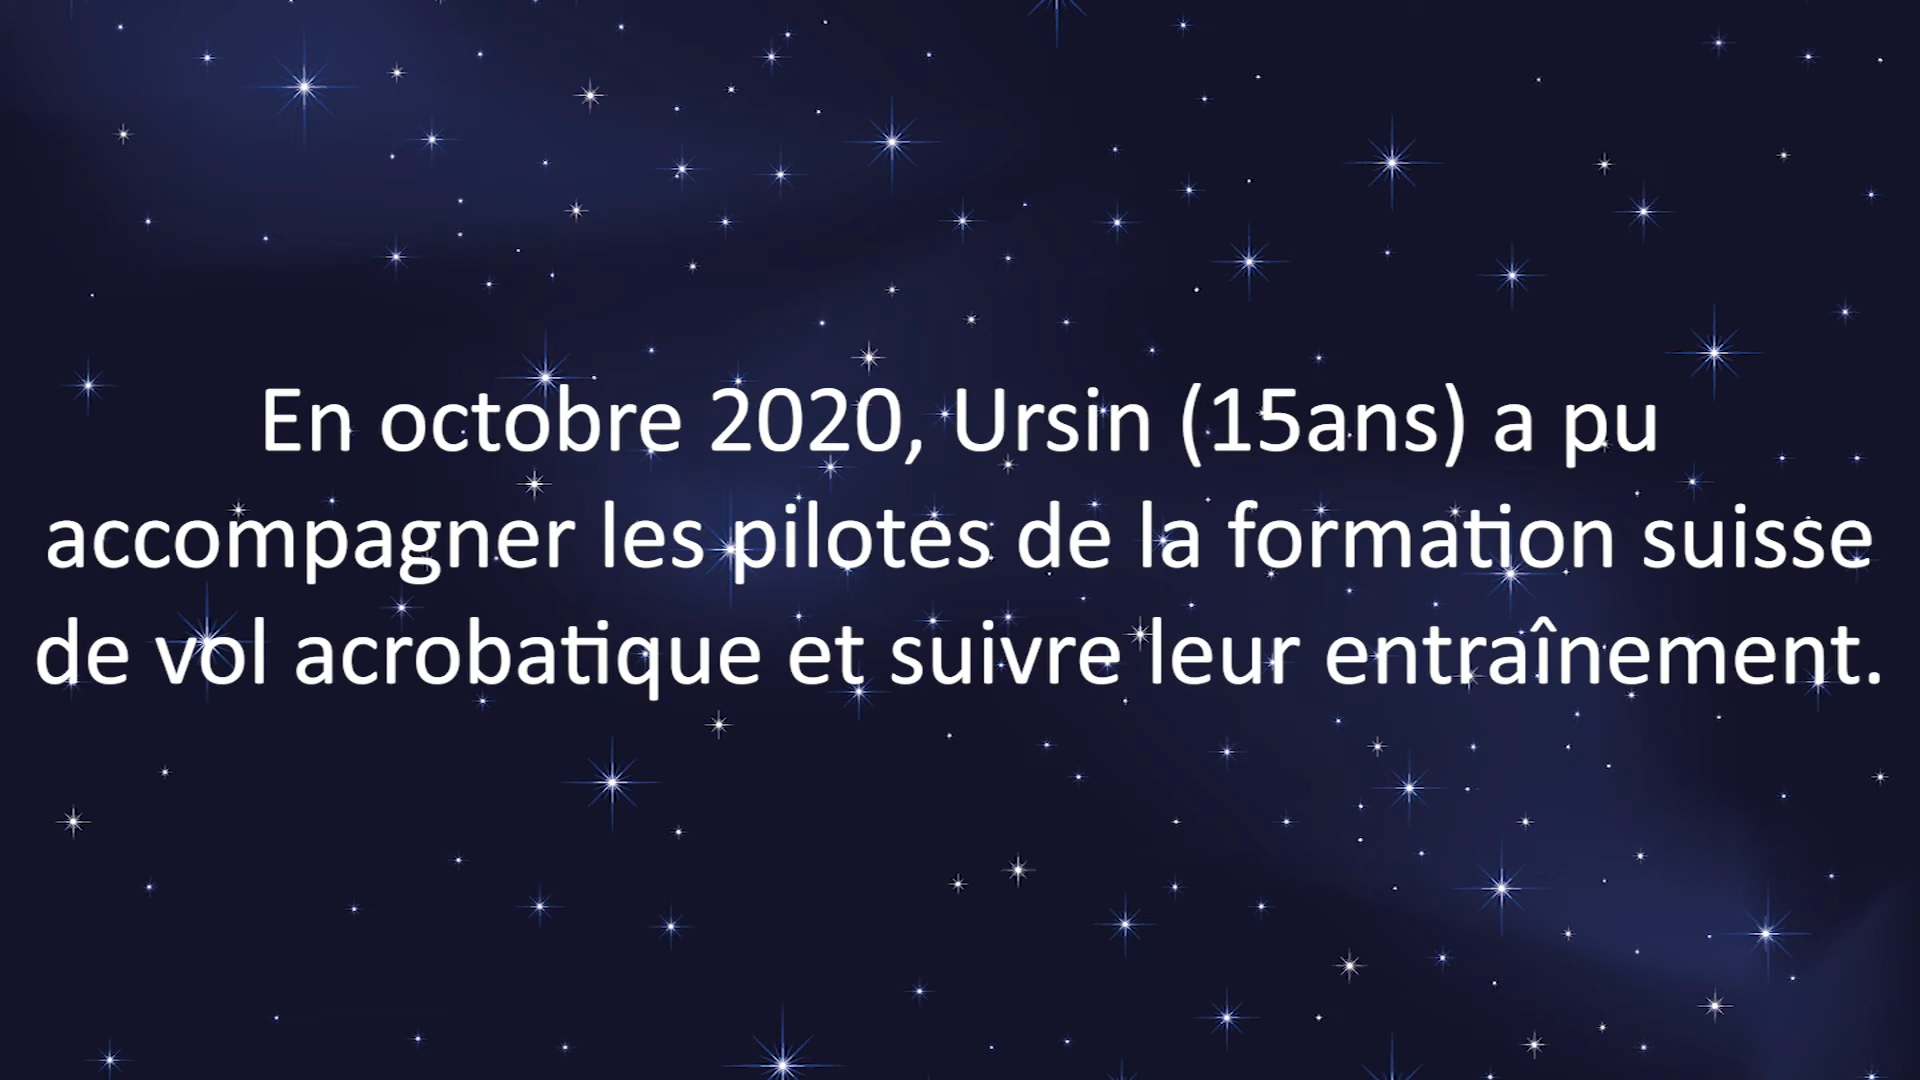 En octobre 2020, Ursin (15ans) a pu
accompagner les pilotes de la formation suisse
de vol acrobatique et suivre leur entraînement.